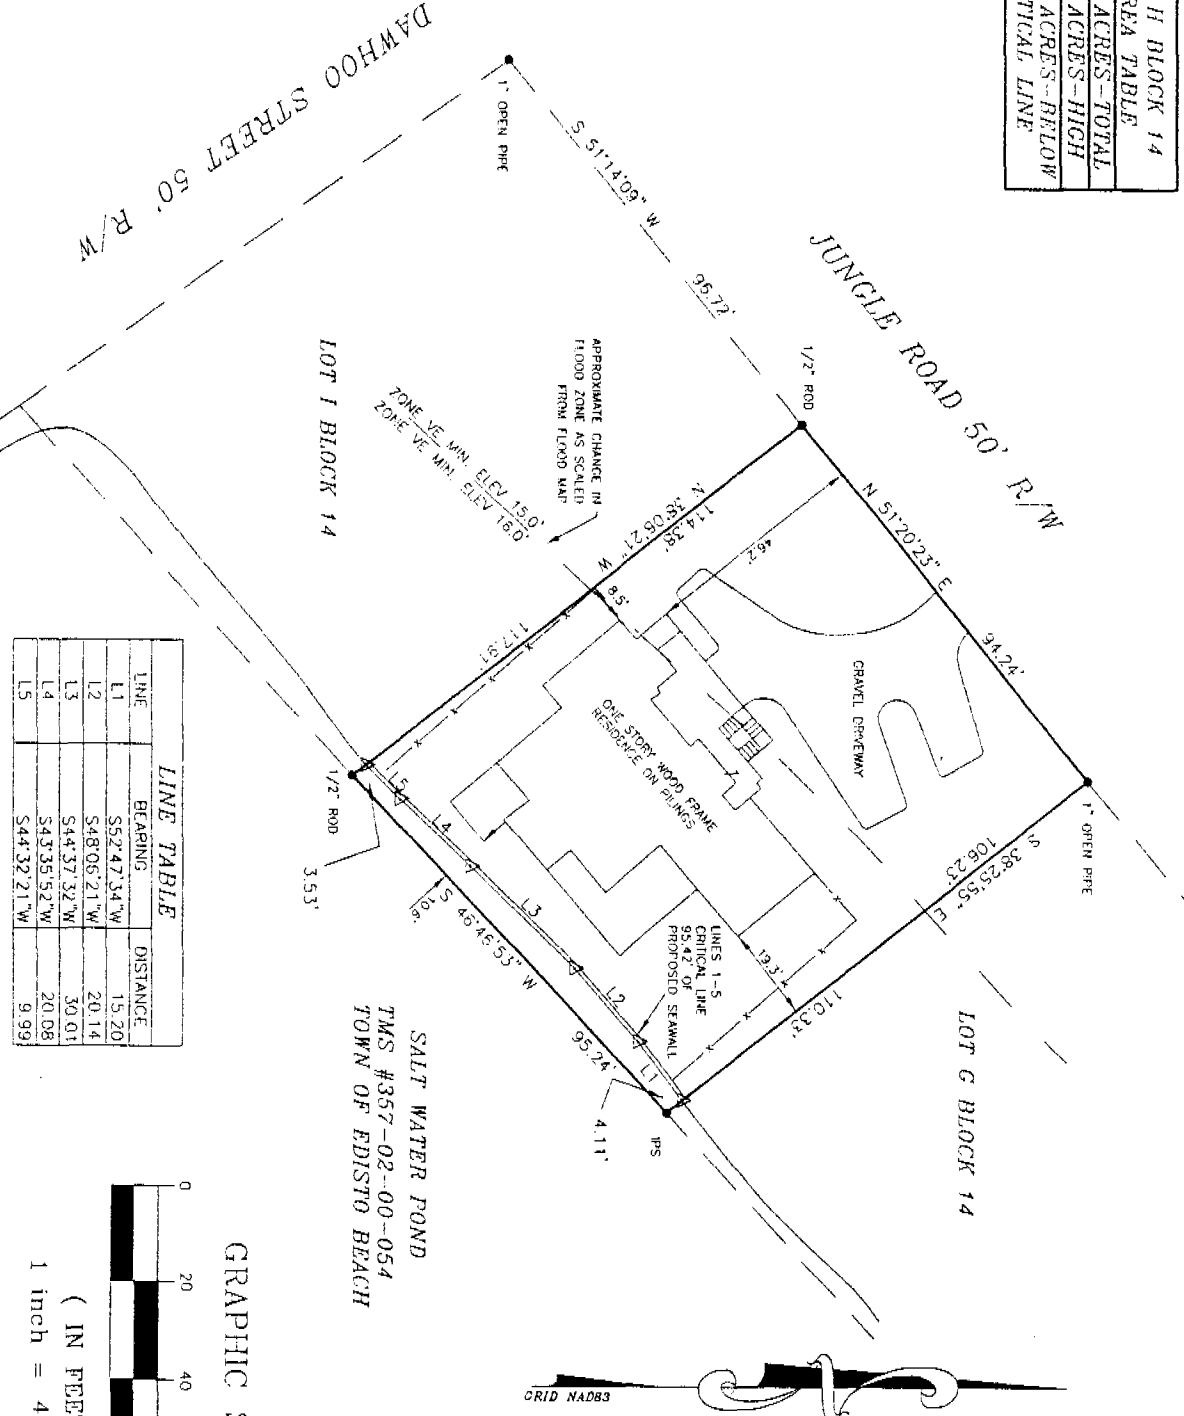 H BLOCK 14
REA TABLE
ACRES-TOTAL
ACRES-HIGH
ACRES-BELOW
TICAL LINE
DAWHOO STREET 50' R/W
1" OPEN PIPE
S 51°14'09" W
96.72'
JUNGLE ROAD 50' R/W
1/2" ROD
N 51°20'23" E
94.24'
1" OPEN PIPE
LOT I BLOCK 14
APPROXIMATE CHANGE IN
FLOOD ZONE AS SCALED
FROM FLOOD MAP
ZONE VE MIN. ELEV 15.0'
ZONE VE MIN. ELEV 16.0'
N 38°06'21" W
114.38'
117.91'
46.2'
8.5'
GRAVEL DRIVEWAY
ONE STORY WOOD FRAME
RESIDENCE ON PILINGS
S 38°25'55" E
106.23'
110.33'
19.3'
LINES 1-5
CRITICAL LINE
95.42' OF
PROPOSED SEAWALL
LOT G BLOCK 14
L5
L4
L3
L2
L1
1/2" ROD
3.53'
10.6'
S 46°46'53" W
95.24'
4.11'
IPS
SALT WATER POND
TMS #357-02-00-054
TOWN OF EDISTO BEACH
LINE TABLE
LINE BEARING DISTANCE
L1 S52°47'34"W 15.20
L2 S48°06'21"W 20.14
L3 S44°37'32"W 30.01
L4 S43°35'52"W 20.08
L5 S44°32'21"W 9.99
GRAPHIC
0 20 40
( IN FEE
1 inch = 4
GRID NAD83